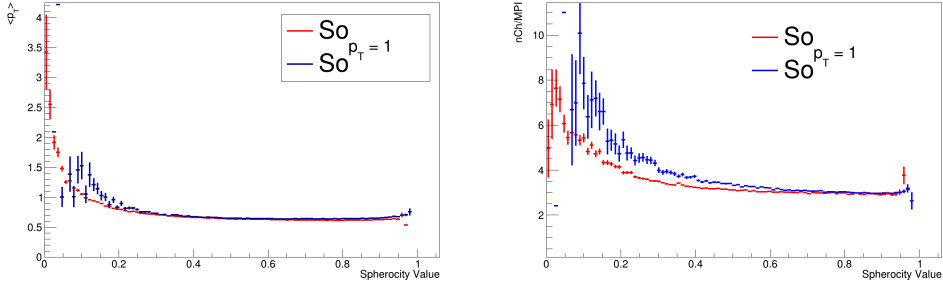 <p_T>
4
3.5
3
2.5
2
1.5
1
0.5
0
0 0.2 0.4 0.6 0.8 1
Spherocity Value
So
So p_T = 1
nCh/MPI
10
8
6
4
2
0 0.2 0.4 0.6 0.8 1
Spherocity Value
So
So p_T = 1